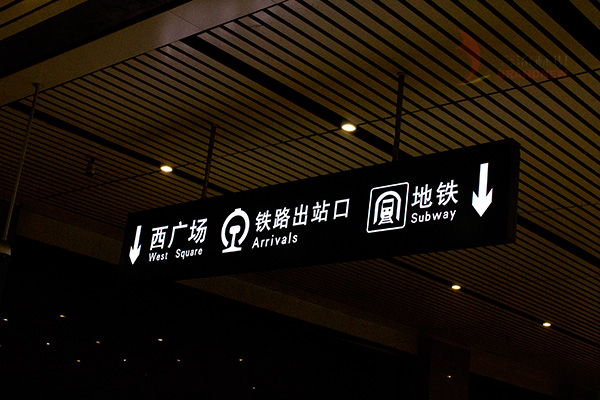 西广场
West Square
铁路出站口
Arrivals
地铁
Subway